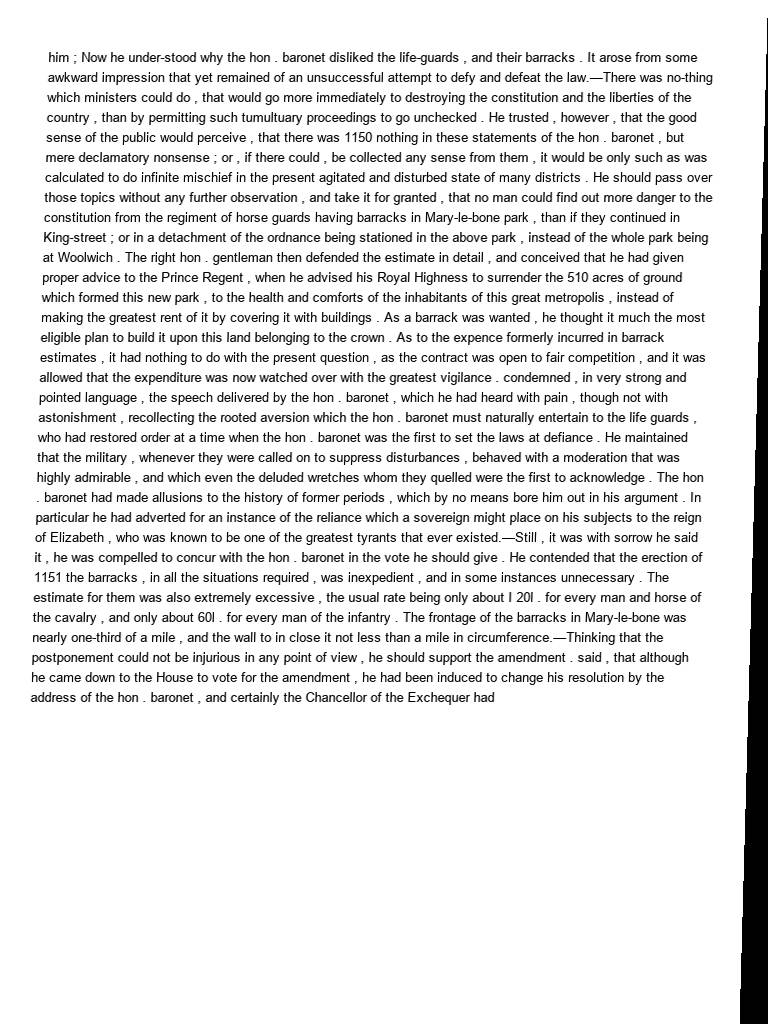 him ; Now he under-stood why the hon . baronet disliked the life-guards , and their barracks . It arose from some
awkward impression that yet remained of an unsuccessful attempt to defy and defeat the law.—There was no-thing
which ministers could do , that would go more immediately to destroying the constitution and the liberties of the
country , than by permitting such tumultuary proceedings to go unchecked . He trusted , however , that the good
sense of the public would perceive , that there was 1150 nothing in these statements of the hon . baronet , but
mere declamatory nonsense ; or , if there could , be collected any sense from them , it would be only such as was
calculated to do infinite mischief in the present agitated and disturbed state of many districts . He should pass over
those topics without any further observation , and take it for granted , that no man could find out more danger to the
constitution from the regiment of horse guards having barracks in Mary-le-bone park , than if they continued in
King-street ; or in a detachment of the ordnance being stationed in the above park , instead of the whole park being
at Woolwich . The right hon . gentleman then defended the estimate in detail , and conceived that he had given
proper advice to the Prince Regent , when he advised his Royal Highness to surrender the 510 acres of ground
which formed this new park , to the health and comforts of the inhabitants of this great metropolis , instead of
making the greatest rent of it by covering it with buildings . As a barrack was wanted , he thought it much the most
eligible plan to build it upon this land belonging to the crown . As to the expence formerly incurred in barrack
estimates , it had nothing to do with the present question , as the contract was open to fair competition , and it was
allowed that the expenditure was now watched over with the greatest vigilance . condemned , in very strong and
pointed language , the speech delivered by the hon . baronet , which he had heard with pain , though not with
astonishment , recollecting the rooted aversion which the hon . baronet must naturally entertain to the life guards ,
who had restored order at a time when the hon . baronet was the first to set the laws at defiance . He maintained
that the military , whenever they were called on to suppress disturbances , behaved with a moderation that was
highly admirable , and which even the deluded wretches whom they quelled were the first to acknowledge . The hon
. baronet had made allusions to the history of former periods , which by no means bore him out in his argument . In
particular he had adverted for an instance of the reliance which a sovereign might place on his subjects to the reign
of Elizabeth , who was known to be one of the greatest tyrants that ever existed.—Still , it was with sorrow he said
it , he was compelled to concur with the hon . baronet in the vote he should give . He contended that the erection of
1151 the barracks , in all the situations required , was inexpedient , and in some instances unnecessary . The
estimate for them was also extremely excessive , the usual rate being only about l 20l . for every man and horse of
the cavalry , and only about 60l . for every man of the infantry . The frontage of the barracks in Mary-le-bone was
nearly one-third of a mile , and the wall to in close it not less than a mile in circumference.—Thinking that the
postponement could not be injurious in any point of view , he should support the amendment . said , that although
he came down to the House to vote for the amendment , he had been induced to change his resolution by the
address of the hon . baronet , and certainly the Chancellor of the Exchequer had